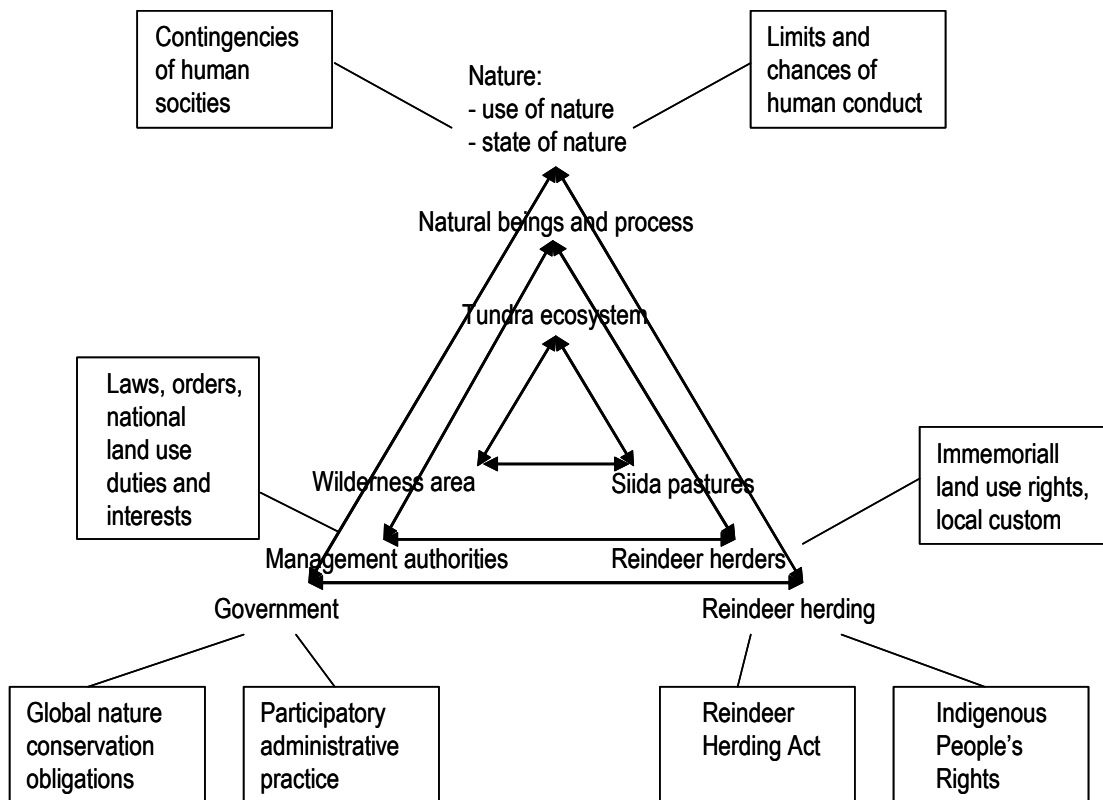 Contingencies
of human
socities
Limits and
chances of
human conduct
Nature:
- use of nature
- state of nature
Natural beings and process
Tundra ecosystem
Laws, orders,
national
land use
duties and
interests
Immemoriall
land use rights,
local custom
Wilderness area
Siida pastures
Management authorities
Reindeer herders
Government
Reindeer herding
Global nature
conservation
obligations
Participatory
administrative
practice
Reindeer
Herding Act
Indigenous
People's
Rights